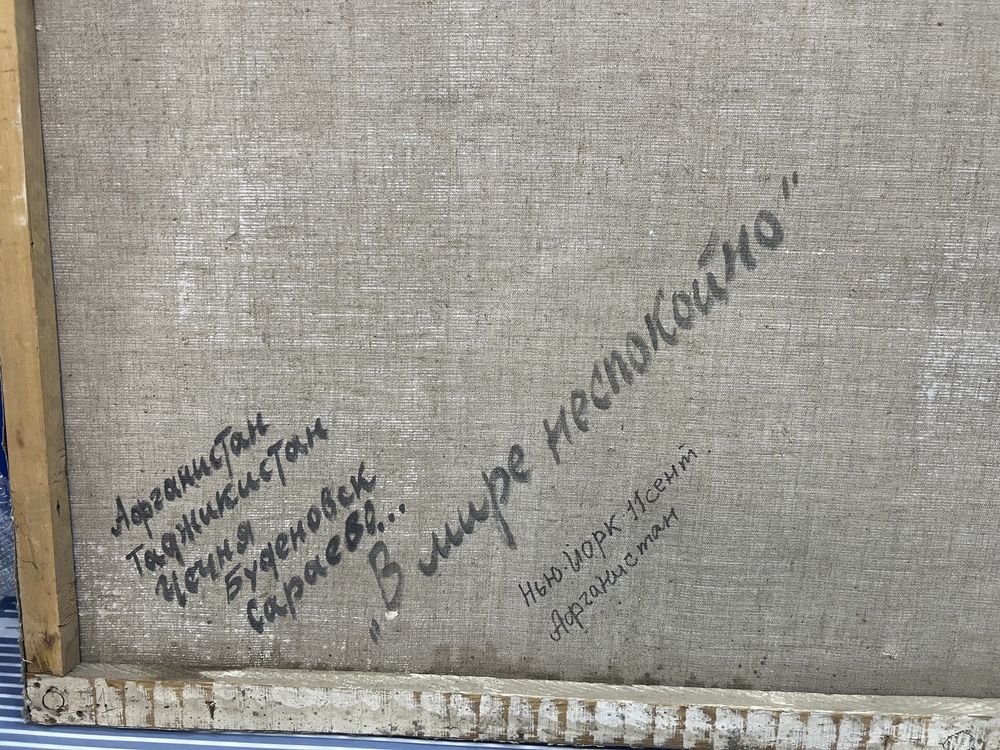 Афганистан
Таджикистан
Чечня
Буденовск
Сараево...
„В мире неспокойно"
Нью-Йорк 11 сент.
Афганистан